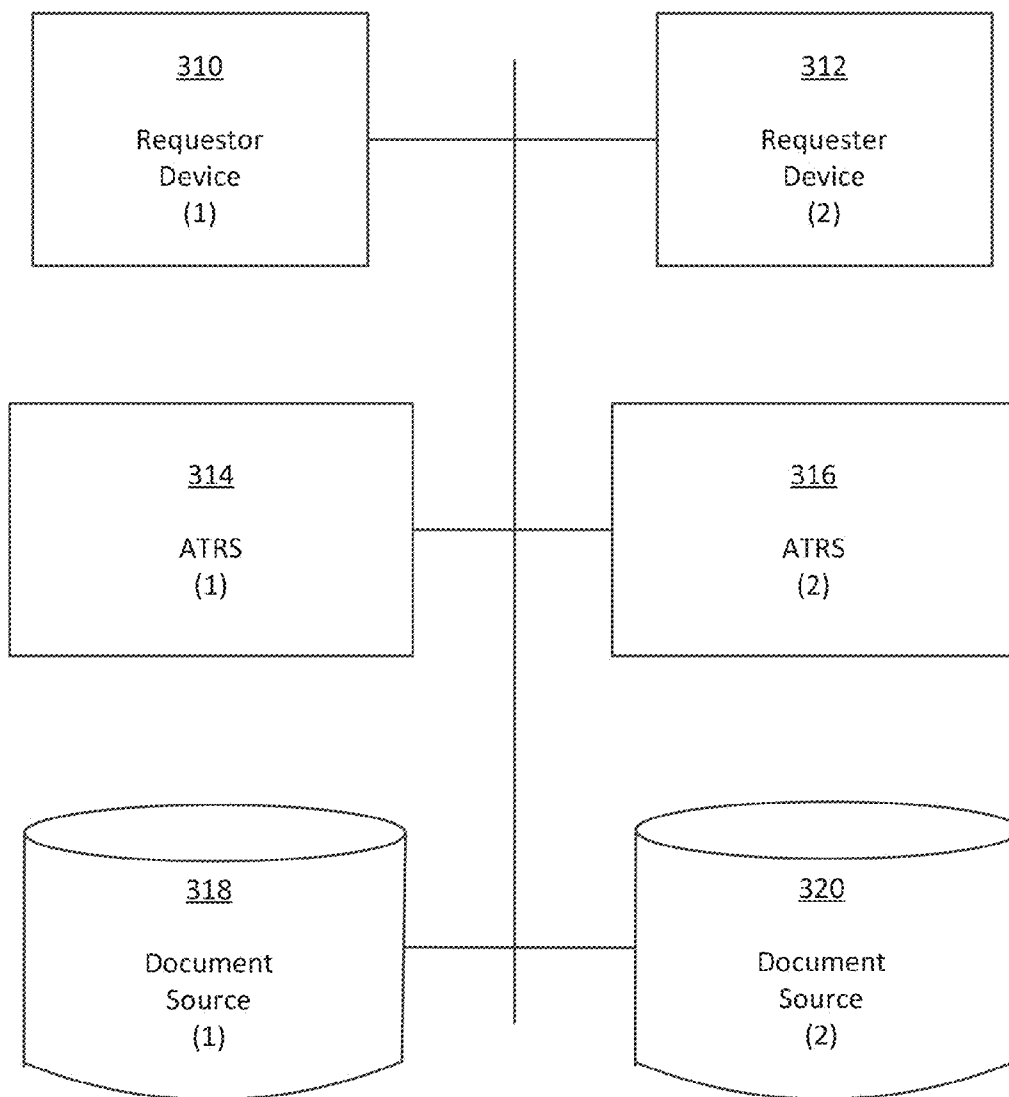 310
Requestor
Device
(1)
312
Requester
Device
(2)
314
ATRS
(1)
316
ATRS
(2)
318
Document
Source
(1)
320
Document
Source
(2)